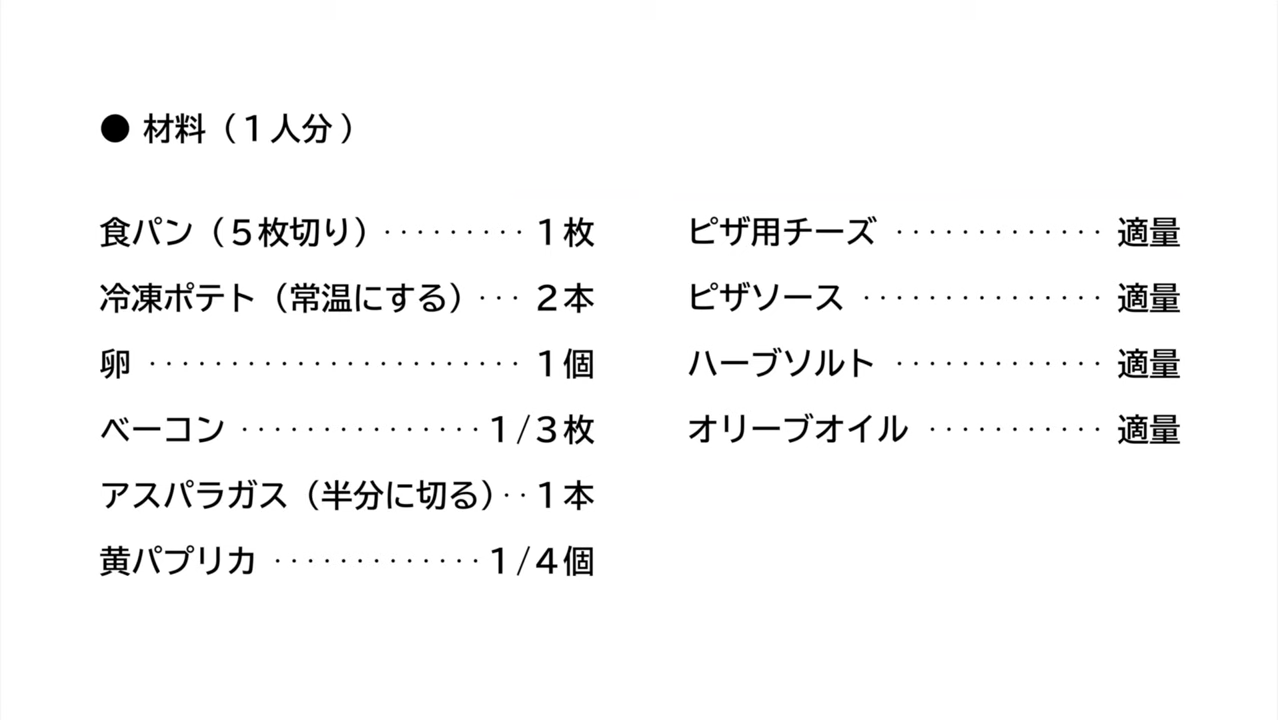 ● 材料（１人分）
食パン（５枚切り）･････････ １枚
冷凍ポテト（常温にする）･･･ ２本
卵 ･･･････････････････････ １個
ベーコン ･･･････････････ １/３枚
アスパラガス（半分に切る）･･ １本
黄パプリカ ･････････････ １/４個
ピザ用チーズ ･････････････ 適量
ピザソース ･･･････････････ 適量
ハーブソルト ･････････････ 適量
オリーブオイル ･･･････････ 適量